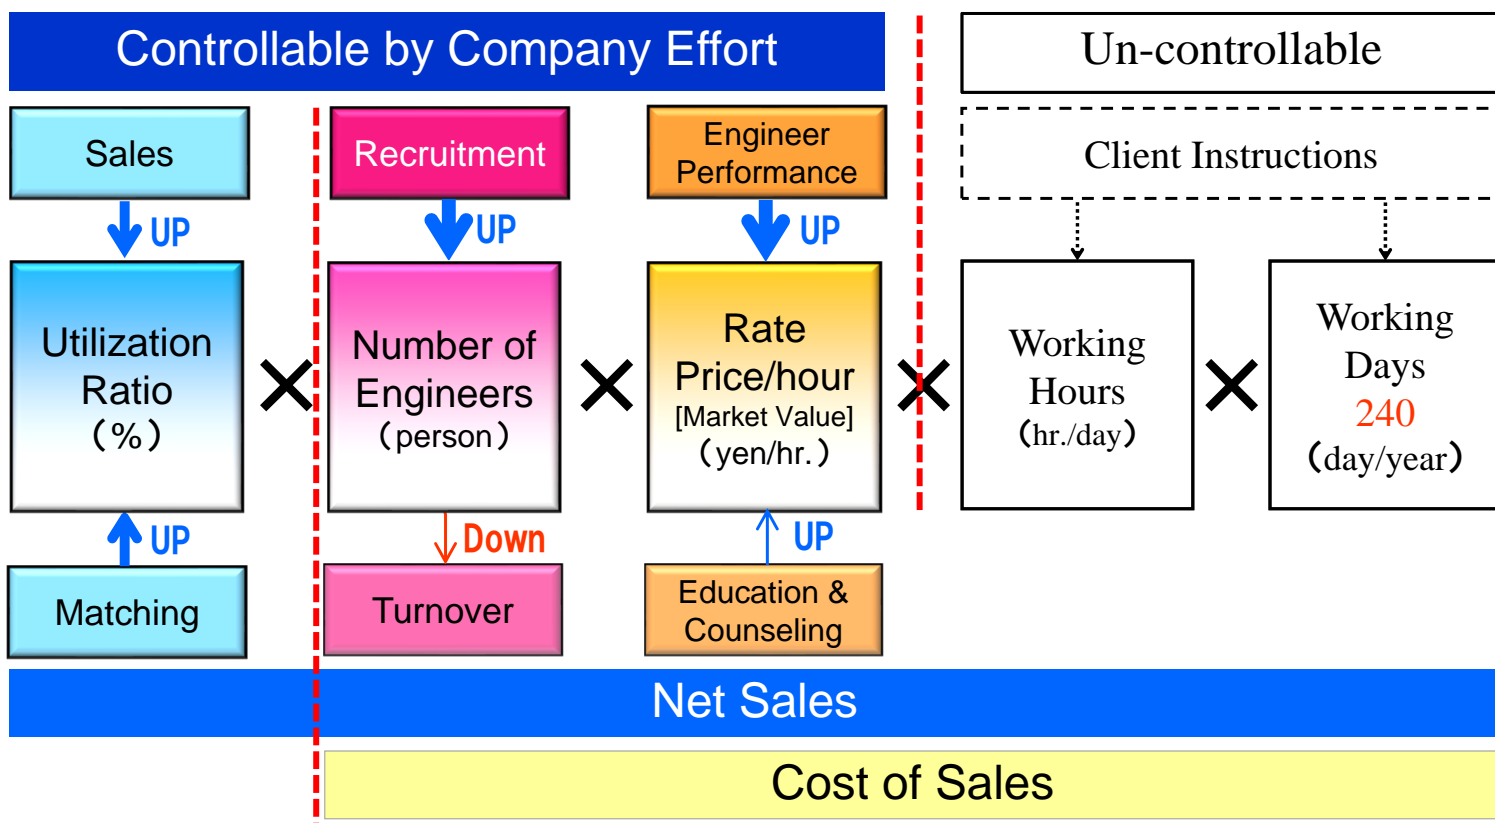 Controllable by Company Effort
Un-controllable
Sales
Recruitment
Engineer
Performance
Client Instructions
UP
UP
UP
Utilization
Ratio
(%)
×
Number of
Engineers
(person)
×
Rate
Price/hour
[Market Value]
(yen/hr.)
×
Working
Hours
(hr./day)
×
Working
Days
240
(day/year)
UP
Down
UP
Matching
Turnover
Education &
Counseling
Net Sales
Cost of Sales